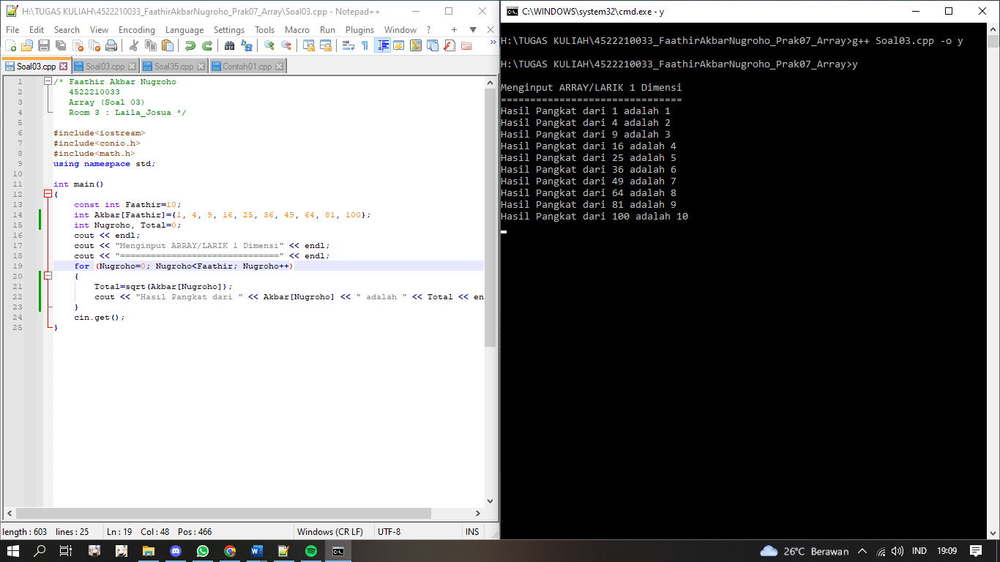 H:\TUGAS KULIAH\4522210033_FaathirAkbarNugroho_Prak07_Array\Soal03.cpp - Notepad++
File Edit Search View Encoding Language Settings Tools Macro Run Plugins Window ? + ▼ X
Soal03.cpp Soal03.cpp Soal35.cpp Contoh01.cpp
1 /* Faathir Akbar Nugroho
2 4522210033
3 Array (Soal 03)
4 Room 3 : Laila_Josua */
5
6 #include<iostream>
7 #include<conio.h>
8 #include<math.h>
9 using namespace std;
10
11 int main()
12 {
13 const int Faathir=10;
14 int Akbar[Faathir]={1, 4, 9, 16, 25, 36, 49, 64, 81, 100};
15 int Nugroho, Total=0;
16 cout << endl;
17 cout << "Menginput ARRAY/LARIK 1 Dimensi" << endl;
18 cout << "===============================" << endl;
19 for (Nugroho=0; Nugroho<Faathir; Nugroho++)
20 {
21 Total=sqrt(Akbar[Nugroho]);
22 cout << "Hasil Pangkat dari " << Akbar[Nugroho] << " adalah " << Total << en
23 }
24 cin.get();
25 }
length : 603 lines : 25 Ln : 19 Col : 48 Pos : 466 Windows (CR LF) UTF-8 INS
C:\WINDOWS\system32\cmd.exe - y
H:\TUGAS KULIAH\4522210033_FaathirAkbarNugroho_Prak07_Array>g++ Soal03.cpp -o y
H:\TUGAS KULIAH\4522210033_FaathirAkbarNugroho_Prak07_Array>y
Menginput ARRAY/LARIK 1 Dimensi
===============================
Hasil Pangkat dari 1 adalah 1
Hasil Pangkat dari 4 adalah 2
Hasil Pangkat dari 9 adalah 3
Hasil Pangkat dari 16 adalah 4
Hasil Pangkat dari 25 adalah 5
Hasil Pangkat dari 36 adalah 6
Hasil Pangkat dari 49 adalah 7
Hasil Pangkat dari 64 adalah 8
Hasil Pangkat dari 81 adalah 9
Hasil Pangkat dari 100 adalah 10
26°C Berawan IND 19:09